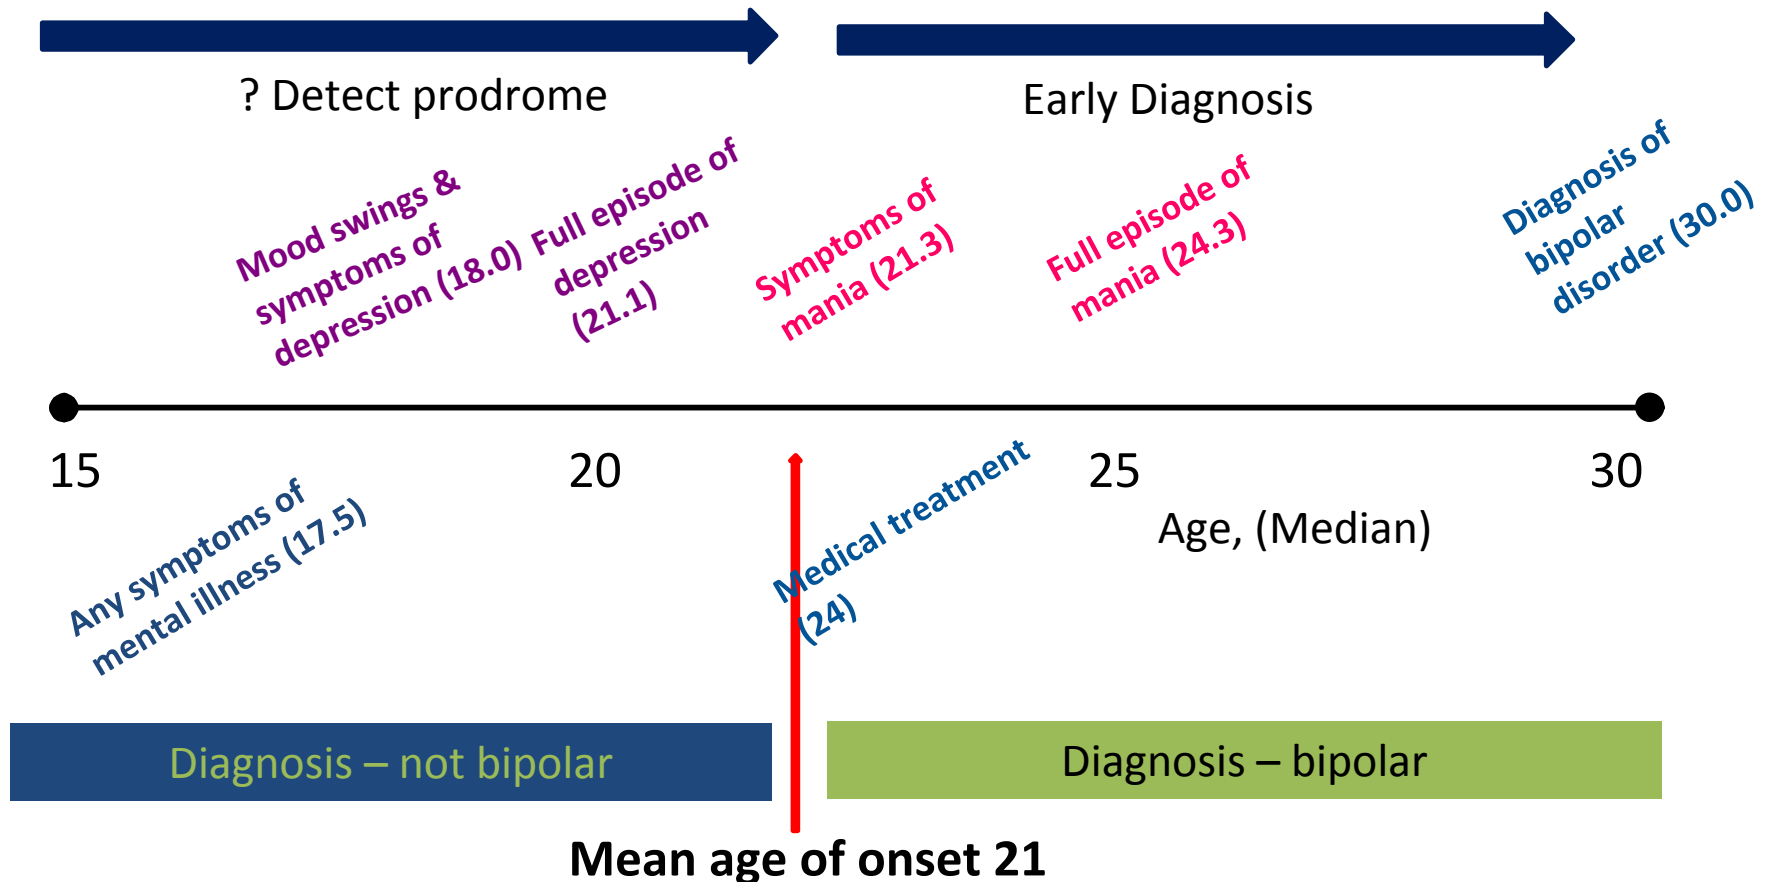 ? Detect prodrome
Early Diagnosis
Mood swings &
symptoms of
depression (18.0)
Full episode of
depression
(21.1)
Symptoms of
mania (21.3)
Full episode of
mania (24.3)
Diagnosis of
bipolar
disorder (30.0)
15
20
25
30
Age, (Median)
Any symptoms of
mental illness (17.5)
Medical treatment
(24)
Diagnosis – not bipolar
Diagnosis – bipolar
Mean age of onset 21